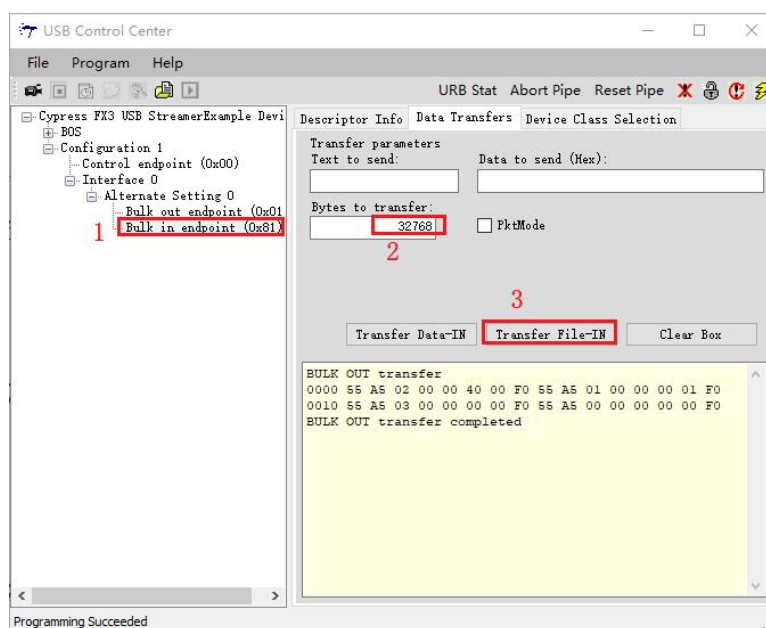 USB Control Center
File Program Help
URB Stat Abort Pipe Reset Pipe
Cypress FX3 USB StreamerExample Devi
BOS
Configuration 1
Control endpoint (0x00)
Interface 0
Alternate Setting 0
Bulk out endpoint (0x01
Bulk in endpoint (0x81)
1
Descriptor Info Data Transfers Device Class Selection
Transfer parameters
Text to send: Data to send (Hex):
Bytes to transfer:
32768 PktMode
2
3
Transfer Data-IN Transfer File-IN Clear Box
BULK OUT transfer
0000 55 A5 02 00 00 40 00 F0 55 A5 01 00 00 00 01 F0
0010 55 A5 03 00 00 00 00 F0 55 A5 00 00 00 00 00 F0
BULK OUT transfer completed
Programming Succeeded